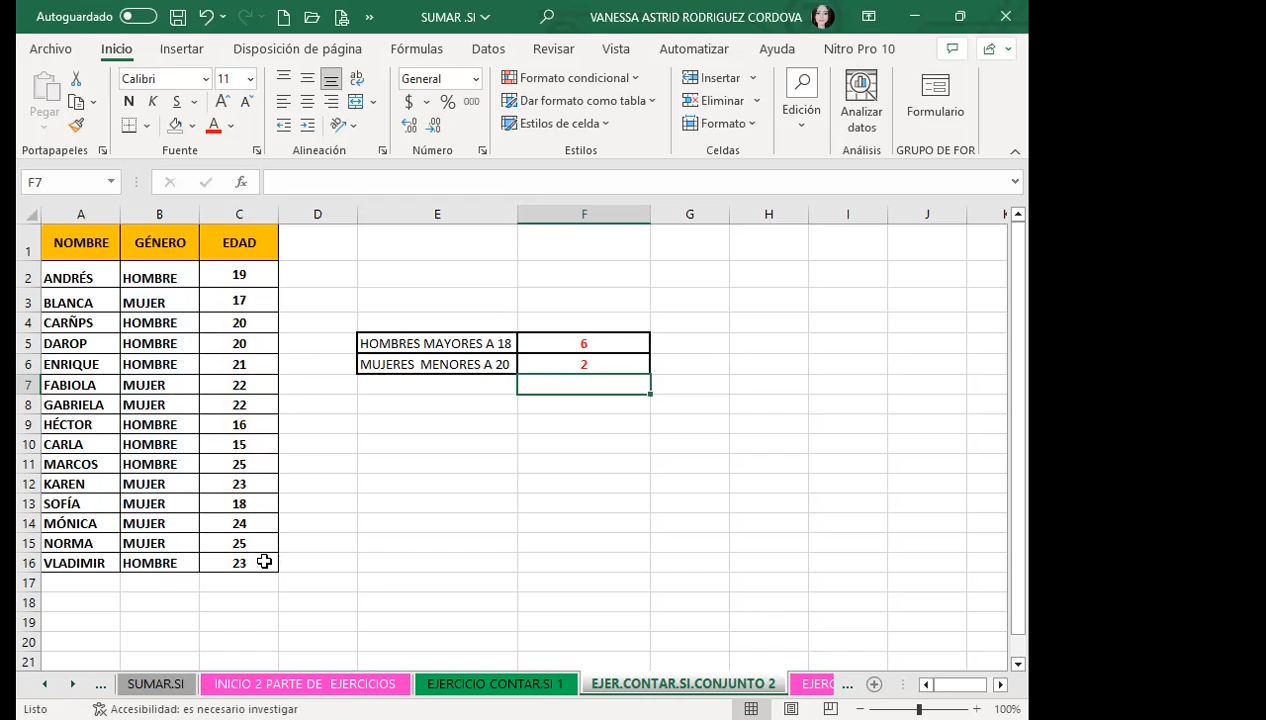 Autoguardado SUMAR .SI VANESSA ASTRID RODRIGUEZ CORDOVA
Archivo Inicio Insertar Disposición de página Fórmulas Datos Revisar Vista Automatizar Ayuda Nitro Pro 10
Pegar Calibri 11 General Formato condicional Insertar Edición Analizar datos Formulario
N K S Dar formato como tabla Eliminar
Estilos de celda Formato
Portapapeles Fuente Alineación Número Estilos Celdas Análisis GRUPO DE FOR
F7 fx
A B C D E F G H I J K
1 NOMBRE GÉNERO EDAD
2 ANDRÉS HOMBRE 19
3 BLANCA MUJER 17
4 CARÑPS HOMBRE 20
5 DAROP HOMBRE 20 HOMBRES MAYORES A 18 6
6 ENRIQUE HOMBRE 21 MUJERES MENORES A 20 2
7 FABIOLA MUJER 22
8 GABRIELA MUJER 22
9 HÉCTOR HOMBRE 16
10 CARLA HOMBRE 15
11 MARCOS HOMBRE 25
12 KAREN MUJER 23
13 SOFÍA MUJER 18
14 MÓNICA MUJER 24
15 NORMA MUJER 25
16 VLADIMIR HOMBRE 23
17
18
19
20
21
... SUMAR.SI INICIO 2 PARTE DE EJERCICIOS EJERCICIO CONTAR.SI 1 EJER.CONTAR.SI.CONJUNTO 2 EJERC ...
Listo Accesibilidad: es necesario investigar 100%